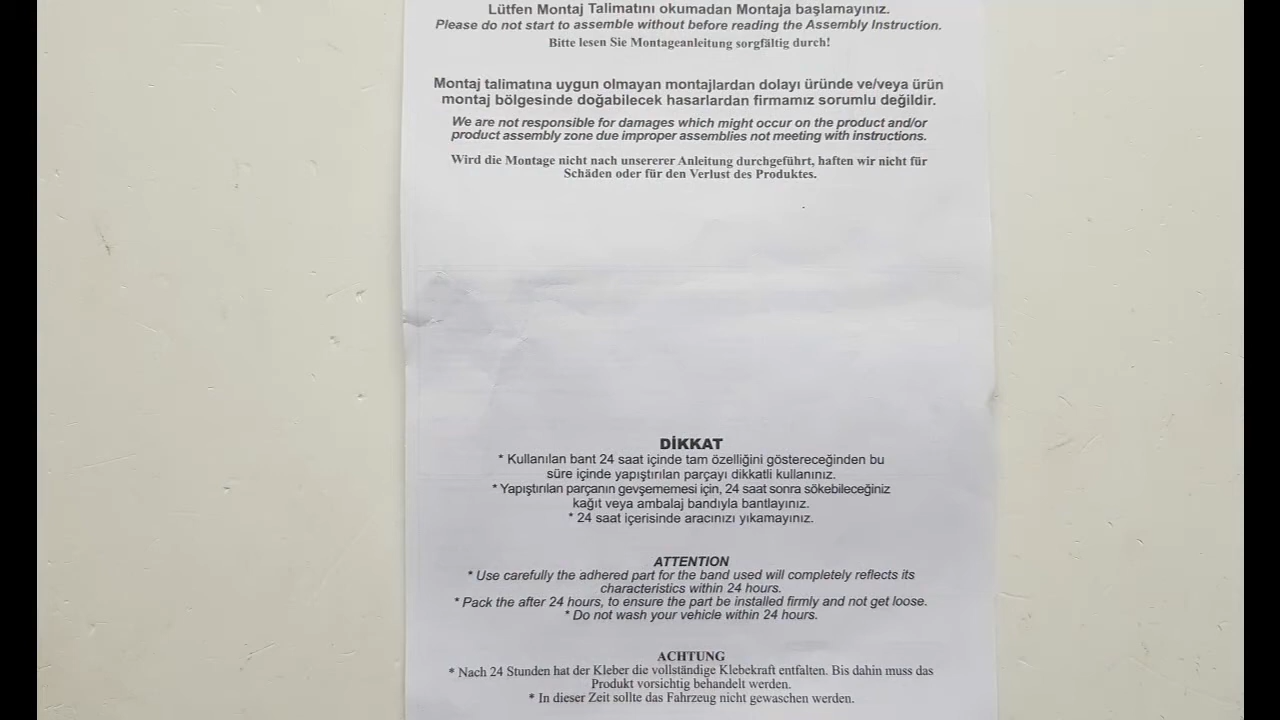 Lütfen Montaj Talimatını okumadan Montaja başlamayınız.
Please do not start to assemble without before reading the Assembly Instruction.
Bitte lesen Sie Montageanleitung sorgfältig durch!
Montaj talimatına uygun olmayan montajlardan dolayı üründe ve/veya ürün
montaj bölgesinde doğabilecek hasarlardan firmamız sorumlu değildir.
We are not responsible for damages which might occur on the product and/or
product assembly zone due improper assemblies not meeting with instructions.
Wird die Montage nicht nach unsererer Anleitung durchgeführt, haften wir nicht für
Schäden oder für den Verlust des Produktes.
DİKKAT
* Kullanılan bant 24 saat içinde tam özelliğini göstereceğinden bu
süre içinde yapıştırılan parçayı dikkatli kullanınız.
* Yapıştırılan parçanın gevşememesi için, 24 saat sonra sökebileceğiniz
kağıt veya ambalaj bandıyla bantlayınız.
* 24 saat içerisinde aracınızı yıkamayınız.
ATTENTION
* Use carefully the adhered part for the band used will completely reflects its
characteristics within 24 hours.
* Pack the after 24 hours, to ensure the part be installed firmly and not get loose.
* Do not wash your vehicle within 24 hours.
ACHTUNG
* Nach 24 Stunden hat der Kleber die vollständige Klebekraft entfalten. Bis dahin muss das
Produkt vorsichtig behandelt werden.
* In dieser Zeit sollte das Fahrzeug nicht gewaschen werden.